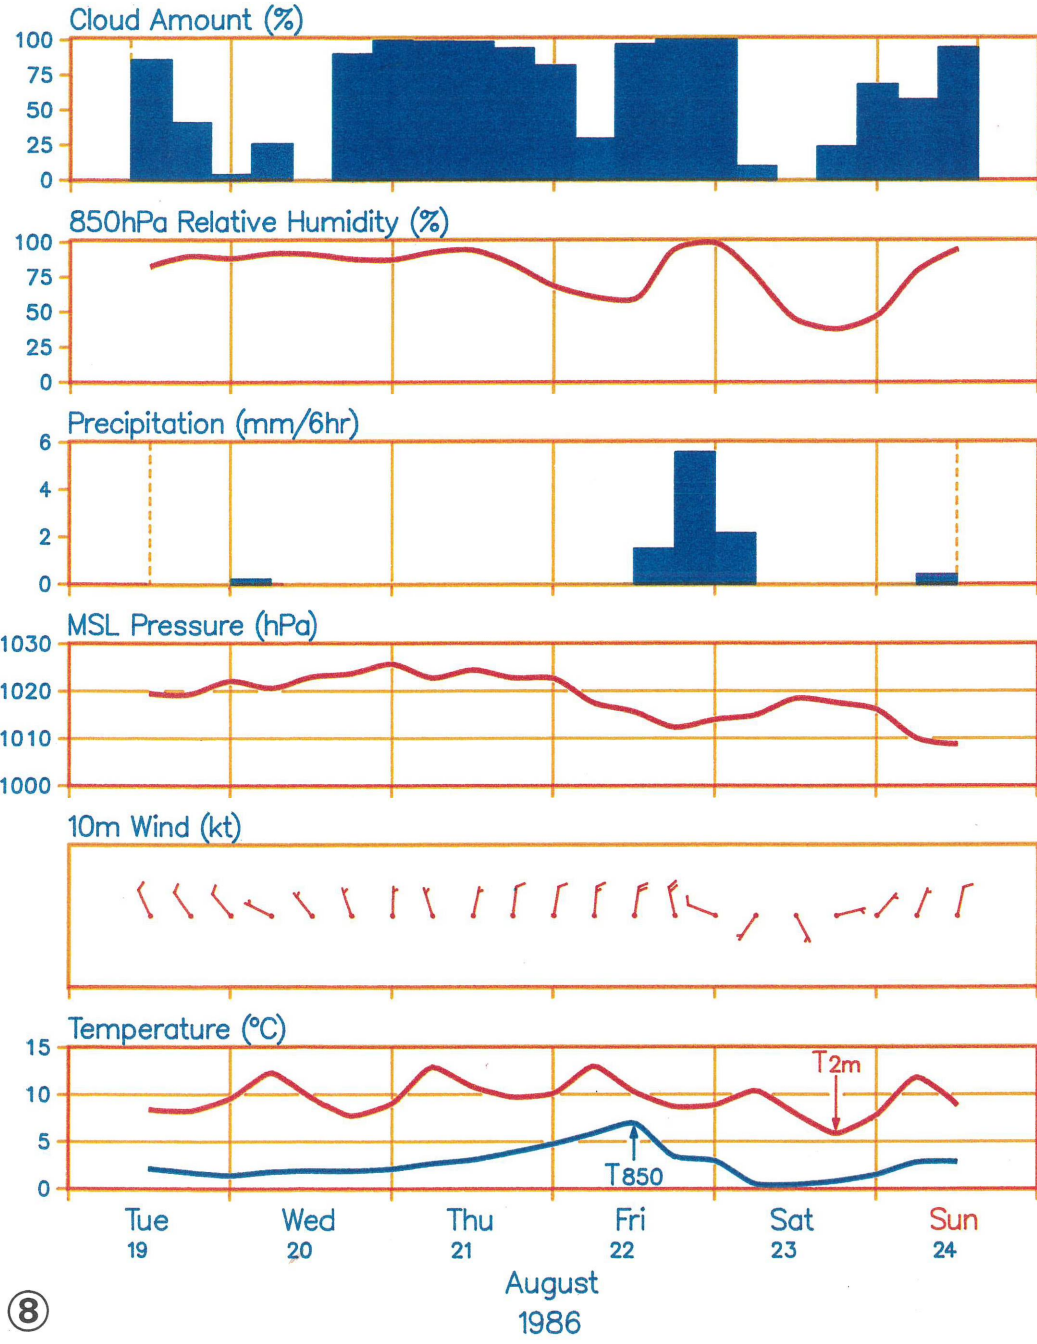 Cloud Amount (%)
100
75
50
25
0
850hPa Relative Humidity (%)
100
75
50
25
0
Precipitation (mm/6hr)
6
4
2
0
MSL Pressure (hPa)
1030
1020
1010
1000
10m Wind (kt)
Temperature (°C)
15
10
5
0
T2m
T850
Tue Wed Thu Fri Sat Sun
19 20 21 22 23 24
August
1986
8